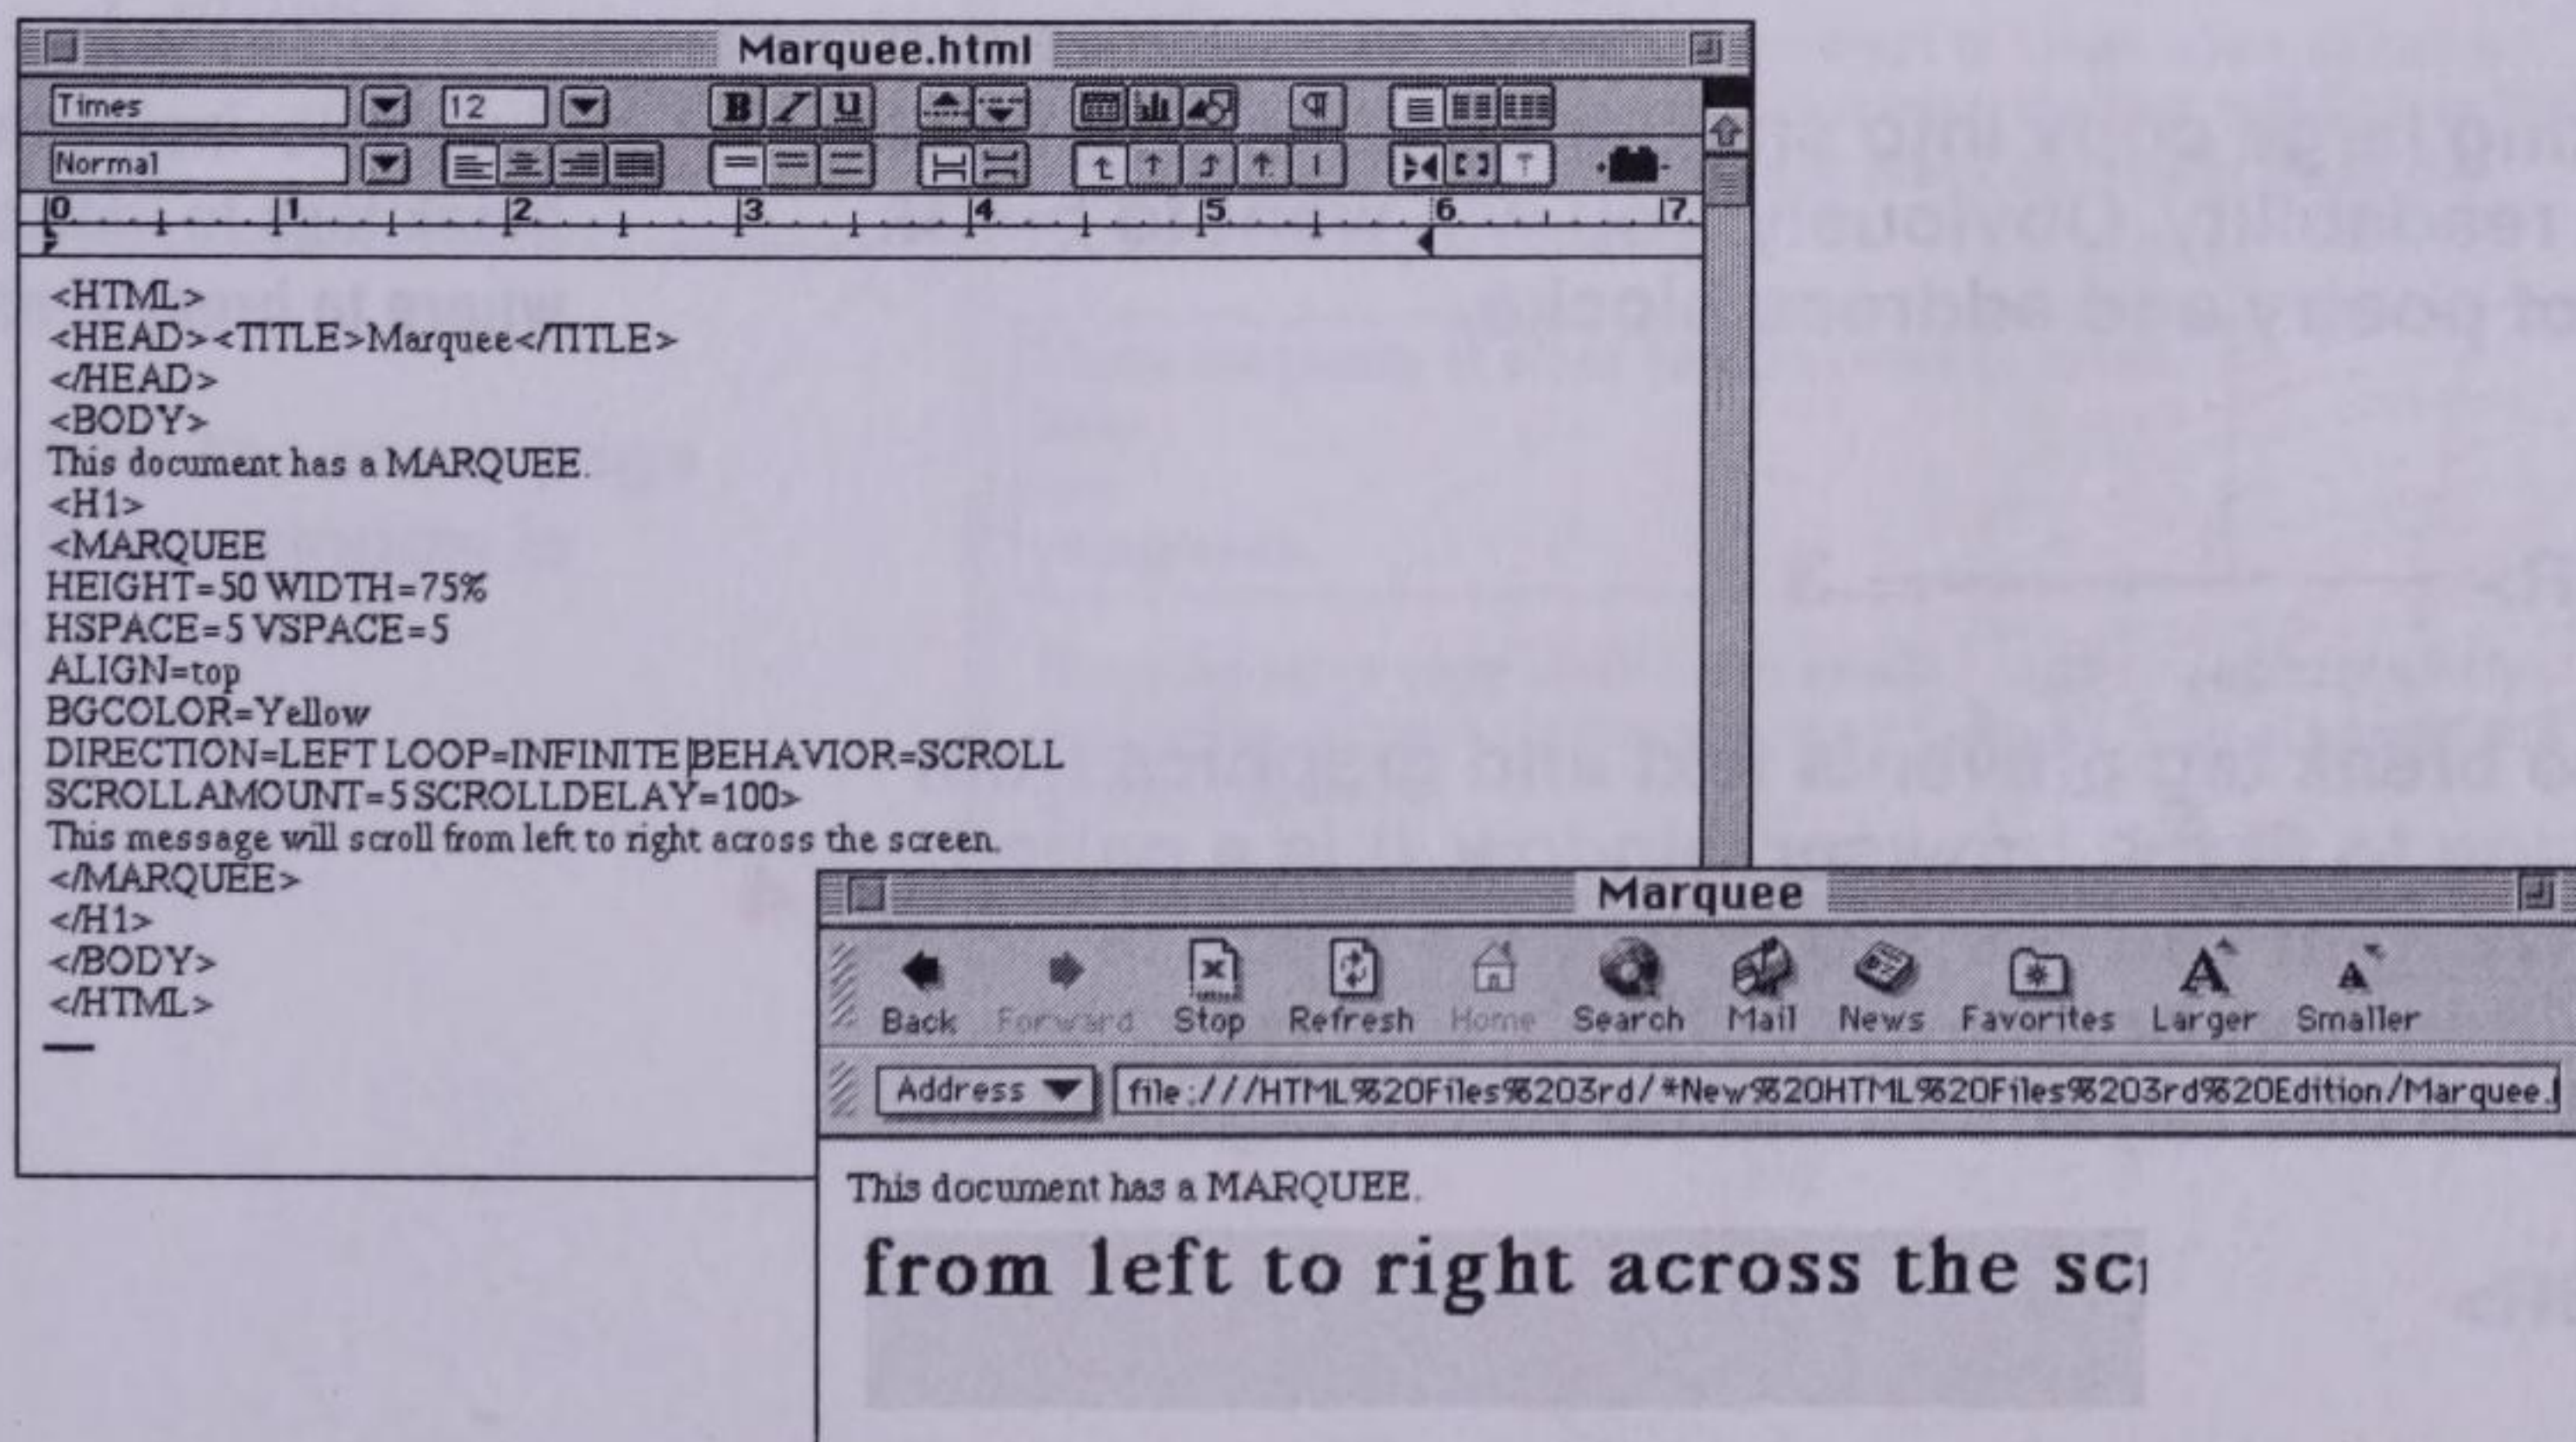 Marquee.html
Times 12 B I U ¶
Normal
0 1 2 3 4 5 6 7
<HTML>
<HEAD><TITLE>Marquee</TITLE>
</HEAD>
<BODY>
This document has a MARQUEE.
<H1>
<MARQUEE
HEIGHT=50 WIDTH=75%
HSPACE=5 VSPACE=5
ALIGN=top
BGCOLOR=Yellow
DIRECTION=LEFT LOOP=INFINITE BEHAVIOR=SCROLL
SCROLLAMOUNT=5 SCROLLDELAY=100>
This message will scroll from left to right across the screen.
</MARQUEE>
</H1>
</BODY>
</HTML>
Marquee
Back Forward Stop Refresh Home Search Mail News Favorites Larger Smaller
Address file:///HTML%20Files%203rd/*New%20HTML%20Files%203rd%20Edition/Marquee.
This document has a MARQUEE.
from left to right across the sc